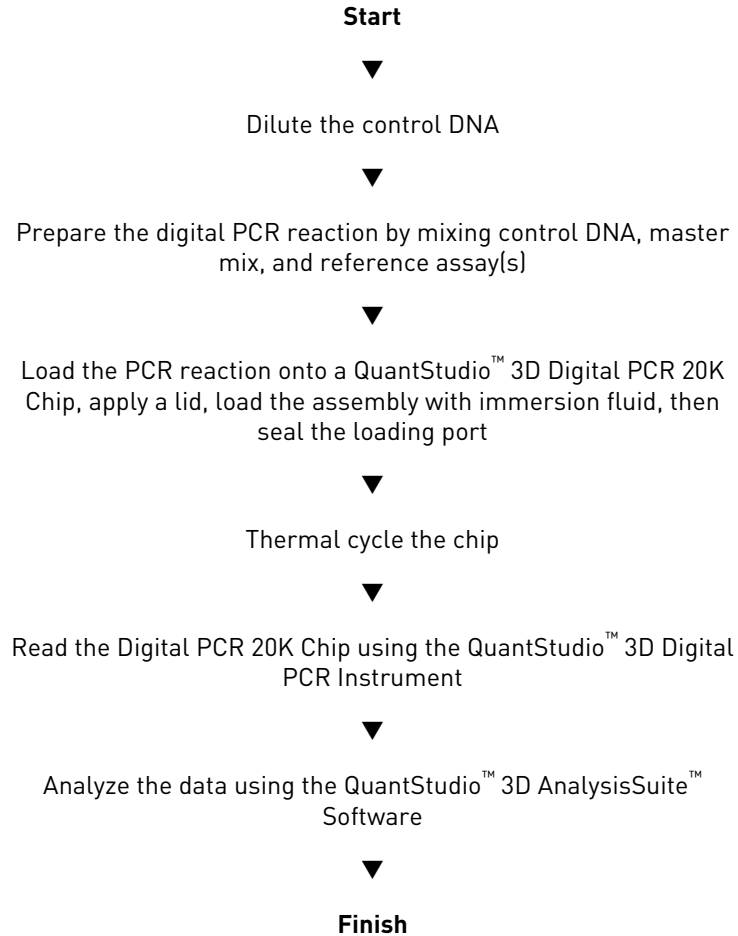 Start
▼
Dilute the control DNA
▼
Prepare the digital PCR reaction by mixing control DNA, master
mix, and reference assay(s)
▼
Load the PCR reaction onto a QuantStudio™ 3D Digital PCR 20K
Chip, apply a lid, load the assembly with immersion fluid, then
seal the loading port
▼
Thermal cycle the chip
▼
Read the Digital PCR 20K Chip using the QuantStudio™ 3D Digital
PCR Instrument
▼
Analyze the data using the QuantStudio™ 3D AnalysisSuite™
Software
▼
Finish